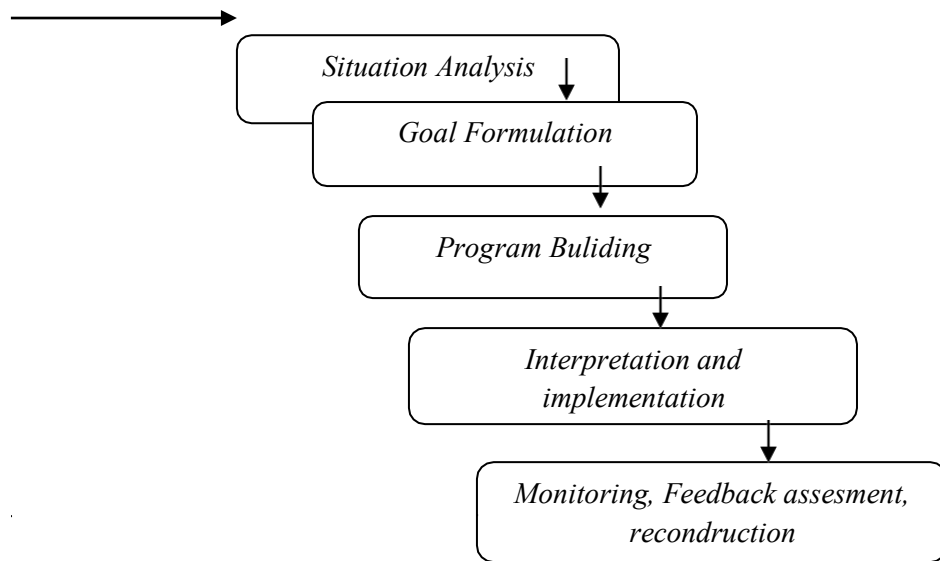 Situation Analysis
Goal Formulation
Program Buliding
Interpretation and
implementation
Monitoring, Feedback assesment,
recondruction
.